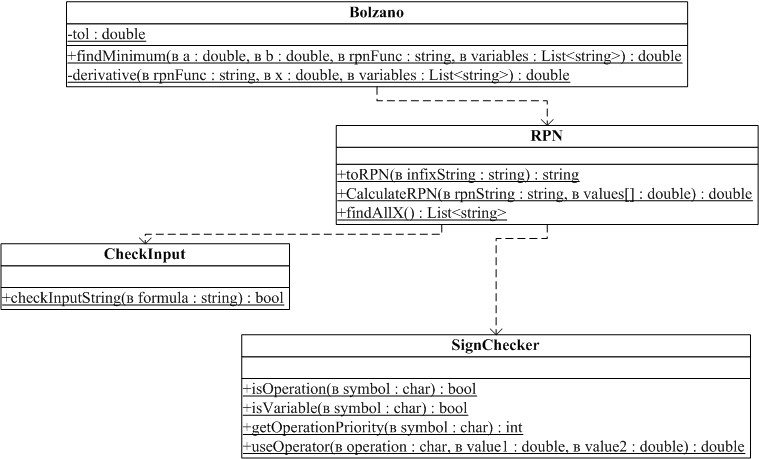 Bolzano
-tol : double
+findMinimum(в a : double, в b : double, в rpnFunc : string, в variables : List<string>) : double
-derivative(в rpnFunc : string, в x : double, в variables : List<string>) : double
RPN
+toRPN(в infixString : string) : string
+CalculateRPN(в rpnString : string, в values[] : double) : double
+findAllX() : List<string>
CheckInput
+checkInputString(в formula : string) : bool
SignChecker
+isOperation(в symbol : char) : bool
+isVariable(в symbol : char) : bool
+getOperationPriority(в symbol : char) : int
+useOperator(в operation : char, в value1 : double, в value2 : double) : double